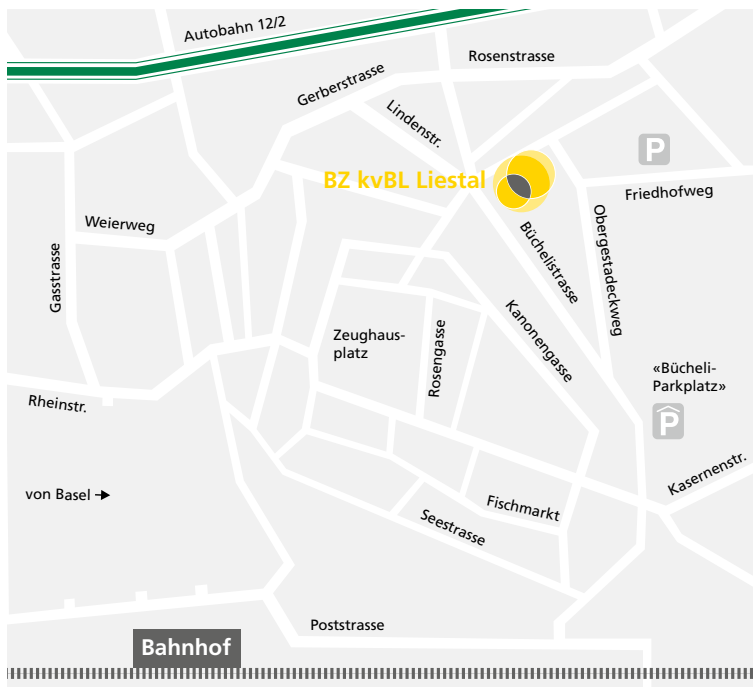 Autobahn 12/2
Rosenstrasse
Gerberstrasse
Lindenstr.
P
BZ kvBL Liestal
Friedhofweg
Weierweg
Obergestadeckweg
Büchelistrasse
Gasstrasse
Kanonengasse
Zeughaus-
platz
Rosengasse
«Bücheli-
Parkplatz»
Rheinstr.
P
Kasernenstr.
von Basel
Fischmarkt
Seestrasse
Poststrasse
Bahnhof